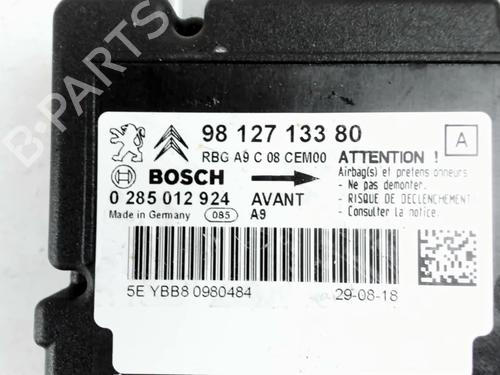 98 127 133 80
A
RBG A9 C 08 CEM00
ATTENTION !
Airbag(s) et pretens onneurs
- Ne pas demonter.
- RISQUE DE DECLENCHEMENT
- Consulter la notice.
BOSCH
0 285 012 924 AVANT
Made in Germany 085 A9
5E YBB8 0980484
29-08-18
B-PARTS